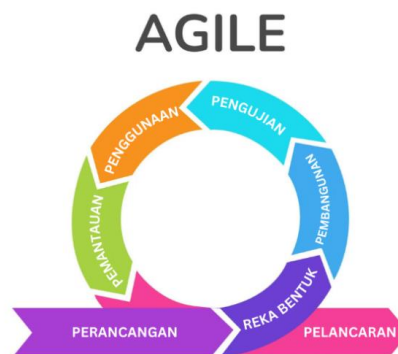 AGILE
PENGUJIAN
PENGGUNAAN
PEMBANGUNAN
PEMANTAUAN
REKA BENTUK
PERANCANGAN
PELANCARAN